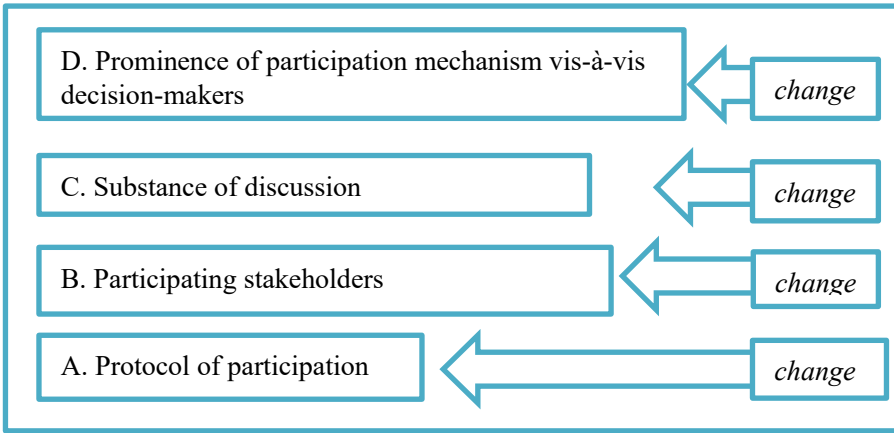 D. Prominence of participation mechanism vis-à-vis
decision-makers
change
C. Substance of discussion
change
B. Participating stakeholders
change
A. Protocol of participation
change